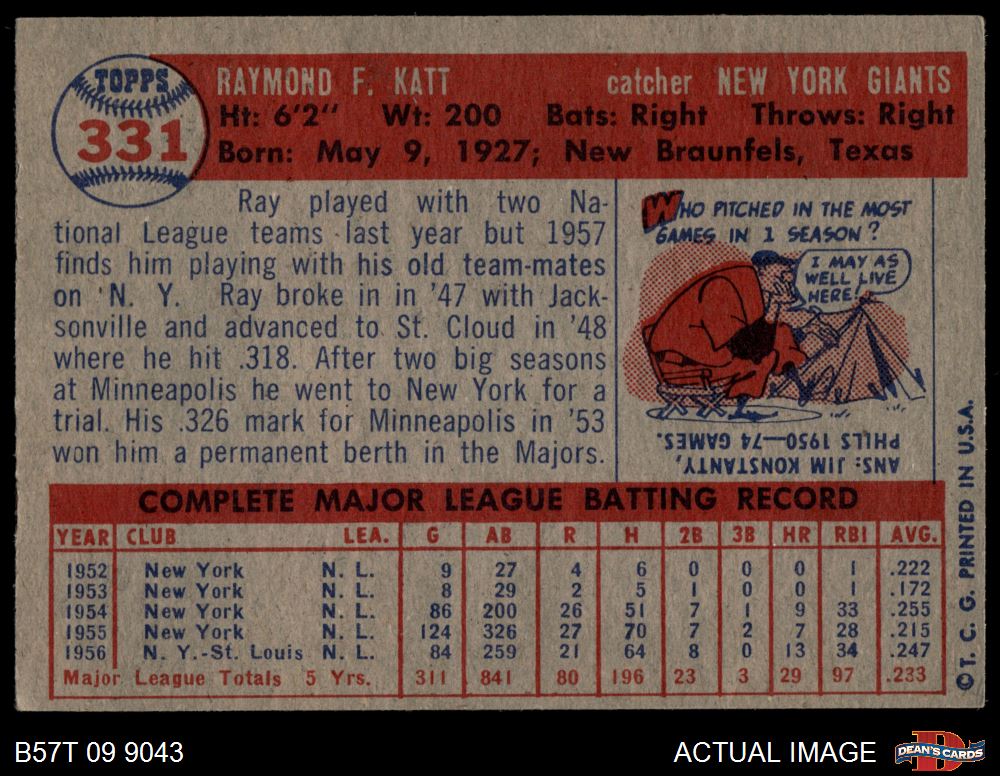 TOPPS
331
RAYMOND F. KATT catcher NEW YORK GIANTS
Ht: 6'2" Wt: 200 Bats: Right Throws: Right
Born: May 9, 1927; New Braunfels, Texas
Ray played with two Na-
tional League teams last year but 1957
finds him playing with his old team-mates
on N. Y. Ray broke in in '47 with Jack-
sonville and advanced to St. Cloud in '48
where he hit .318. After two big seasons
at Minneapolis he went to New York for a
trial. His .326 mark for Minneapolis in '53
won him a permanent berth in the Majors.
WHO PITCHED IN THE MOST
GAMES IN 1 SEASON?
I MAY AS
WELL LIVE
HERE!
ANS: JIM KONSTANTY,
PHILS 1950—74 GAMES.
COMPLETE MAJOR LEAGUE BATTING RECORD
YEAR CLUB LEA. G AB R H 2B 3B HR RBI AVG.
1952 New York N. L. 9 27 4 6 0 0 0 1 .222
1953 New York N. L. 8 29 2 5 1 0 0 1 .172
1954 New York N. L. 86 200 26 51 7 1 9 33 .255
1955 New York N. L. 124 326 27 70 7 2 7 28 .215
1956 N. Y.-St. Louis N. L. 84 259 21 64 8 0 13 34 .247
Major League Totals 5 Yrs. 311 841 80 196 23 3 29 97 .233
© T. C. G. PRINTED IN U.S.A.
B57T 09 9043
ACTUAL IMAGE
D
DEAN'S CARDS